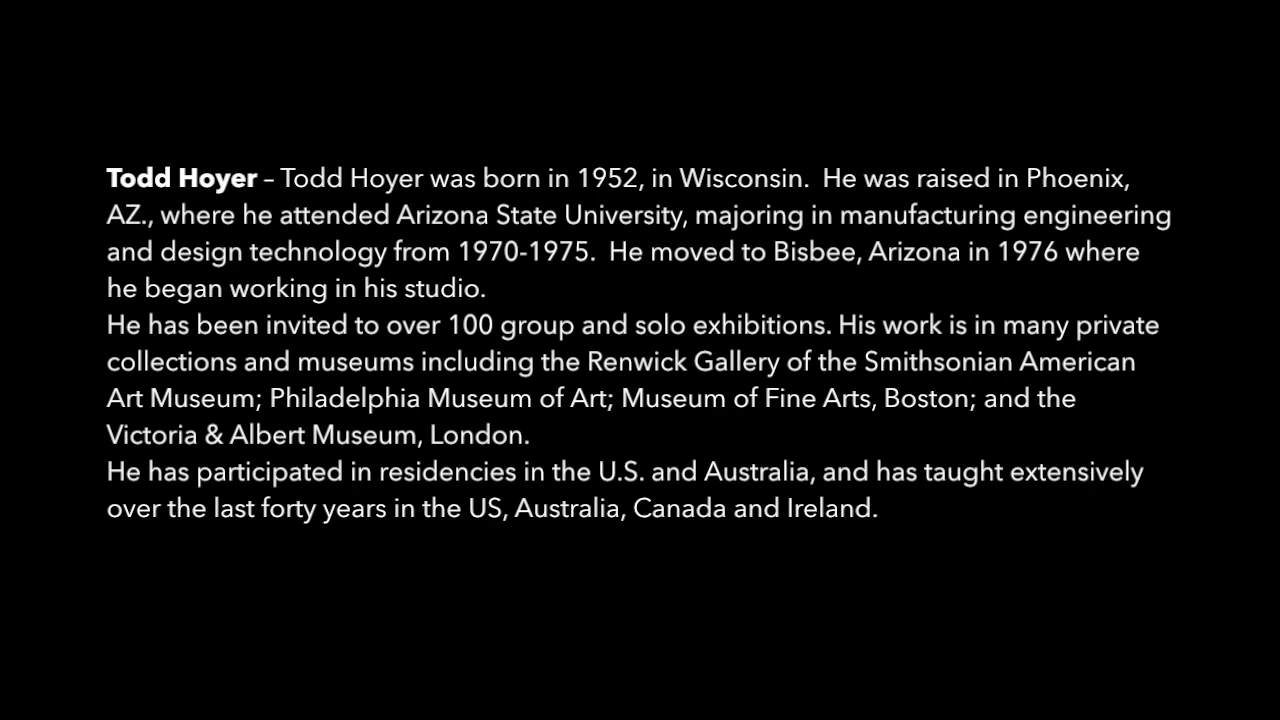 Todd Hoyer – Todd Hoyer was born in 1952, in Wisconsin.  He was raised in Phoenix,
AZ., where he attended Arizona State University, majoring in manufacturing engineering
and design technology from 1970-1975.  He moved to Bisbee, Arizona in 1976 where
he began working in his studio.
He has been invited to over 100 group and solo exhibitions. His work is in many private
collections and museums including the Renwick Gallery of the Smithsonian American
Art Museum; Philadelphia Museum of Art; Museum of Fine Arts, Boston; and the
Victoria & Albert Museum, London.
He has participated in residencies in the U.S. and Australia, and has taught extensively
over the last forty years in the US, Australia, Canada and Ireland.